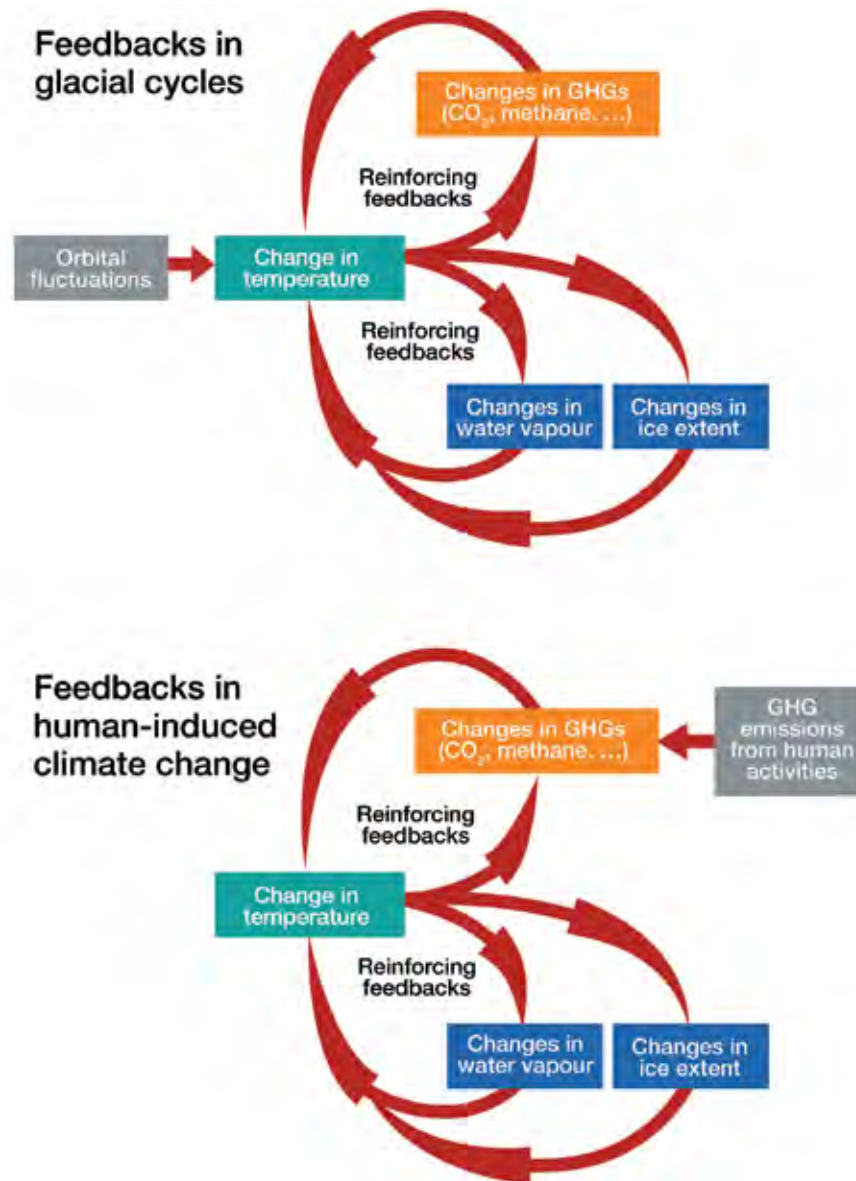 Feedbacks in
glacial cycles
Changes in GHGs
(CO₂, methane. …)
Reinforcing
feedbacks
Orbital
fluctuations
Change in
temperature
Reinforcing
feedbacks
Changes in
water vapour
Changes in
ice extent
Feedbacks in
human-induced
climate change
Changes in GHGs
(CO₂, methane. …)
GHG
emissions
from human
activities
Reinforcing
feedbacks
Change in
temperature
Reinforcing
feedbacks
Changes in
water vapour
Changes in
ice extent